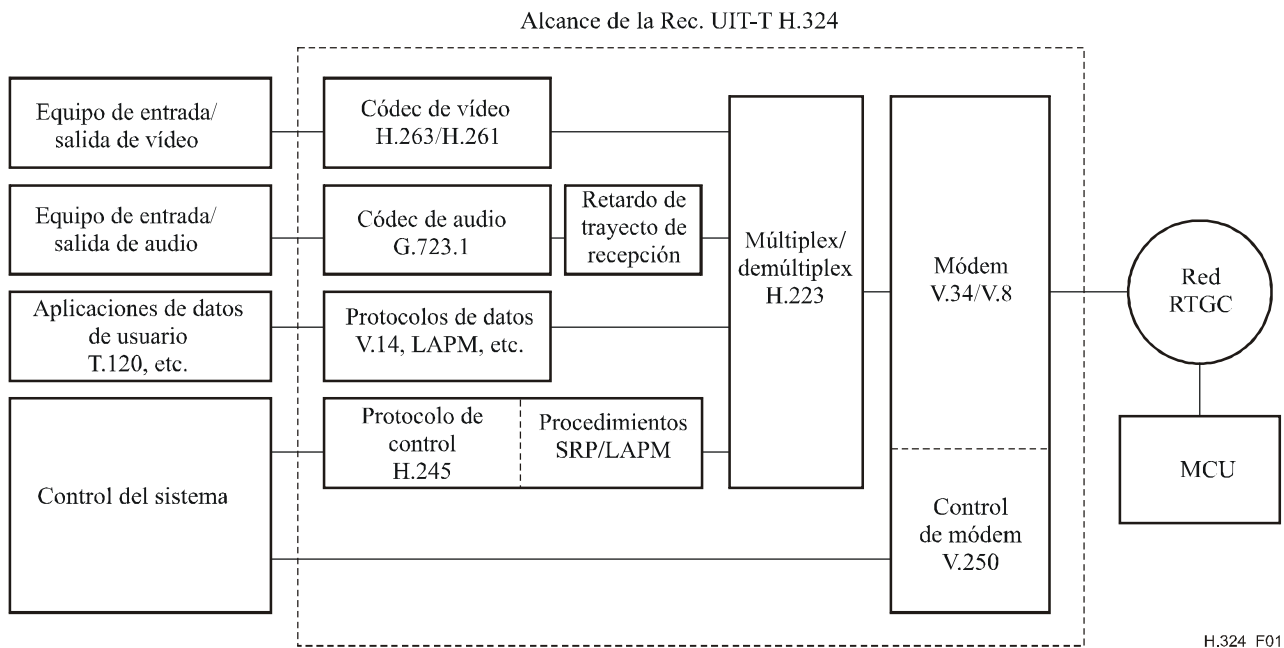 Alcance de la Rec. UIT-T H.324
Equipo de entrada/
salida de vídeo
Códec de vídeo
H.263/H.261
Equipo de entrada/
salida de audio
Códec de audio
G.723.1
Retardo de
trayecto de
recepción
Aplicaciones de datos
de usuario
T.120, etc.
Protocolos de datos
V.14, LAPM, etc.
Control del sistema
Protocolo de
control
H.245
Procedimientos
SRP/LAPM
Múltiplex/
demúltiplex
H.223
Módem
V.34/V.8
Control
de módem
V.250
Red
RTGC
MCU
H.324_F01